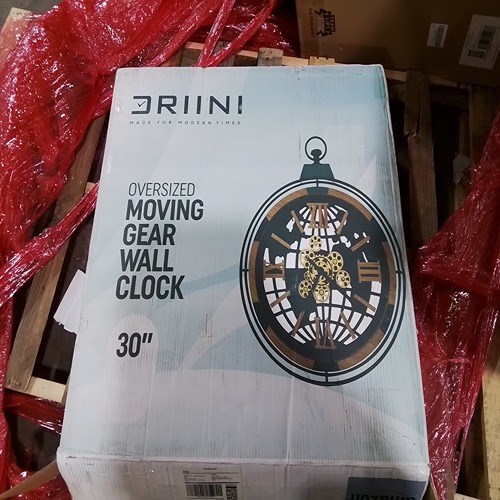 DRIINI
MADE FOR MODERN TIMES
OVERSIZED
MOVING
GEAR
WALL
CLOCK
30"